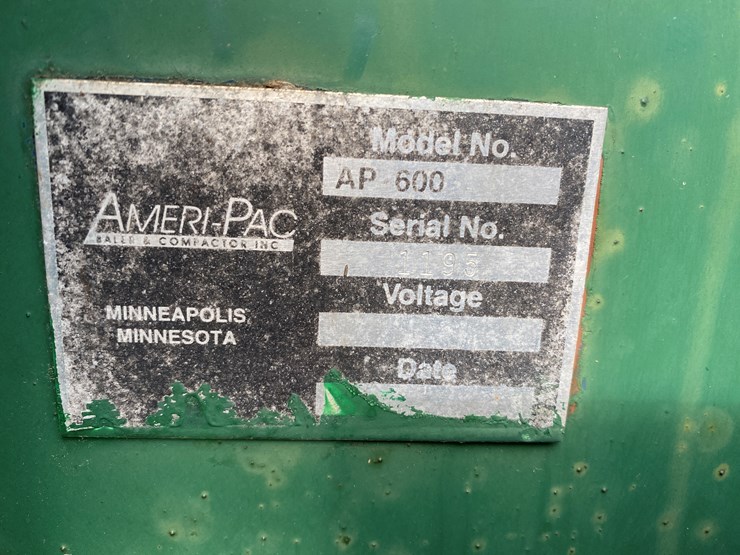 Model No.
AP 600
AMERI-PAC
BALER & COMPACTOR INC
Serial No.
Voltage
MINNEAPOLIS
MINNESOTA
Date